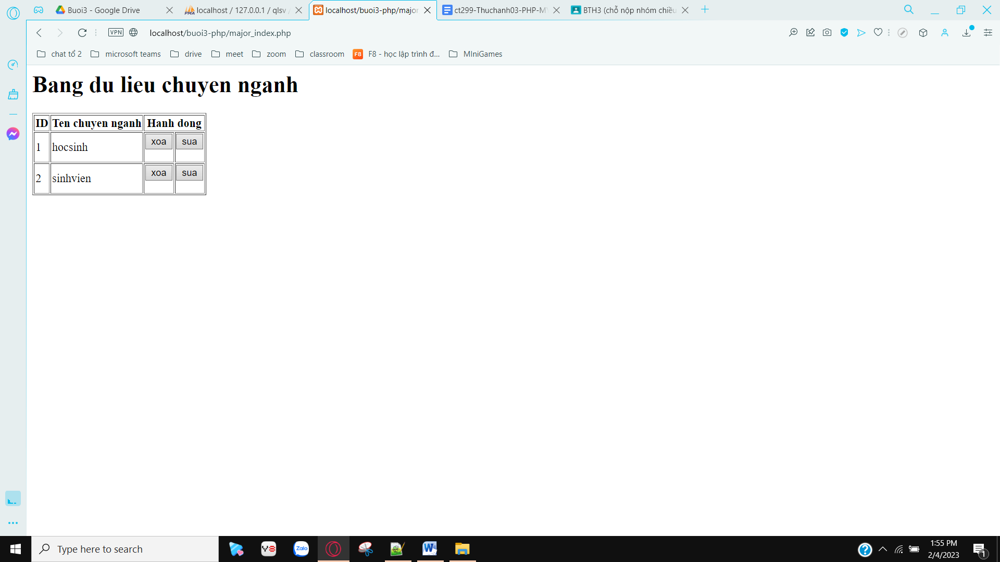 Buoi3 - Google Drive
localhost / 127.0.0.1 / qlsv
localhost/buoi3-php/major
ct299-Thuchanh03-PHP-MY
BTH3 (chỗ nộp nhóm chiều
VPN
localhost/buoi3-php/major_index.php
chat tổ 2
microsoft teams
drive
meet
zoom
classroom
F8
F8 - học lập trình đ...
MIniGames
Bang du lieu chuyen nganh
ID Ten chuyen nganh Hanh dong
1 hocsinh xoa sua
2 sinhvien xoa sua
Type here to search
Zalo
1:55 PM
2/4/2023
1